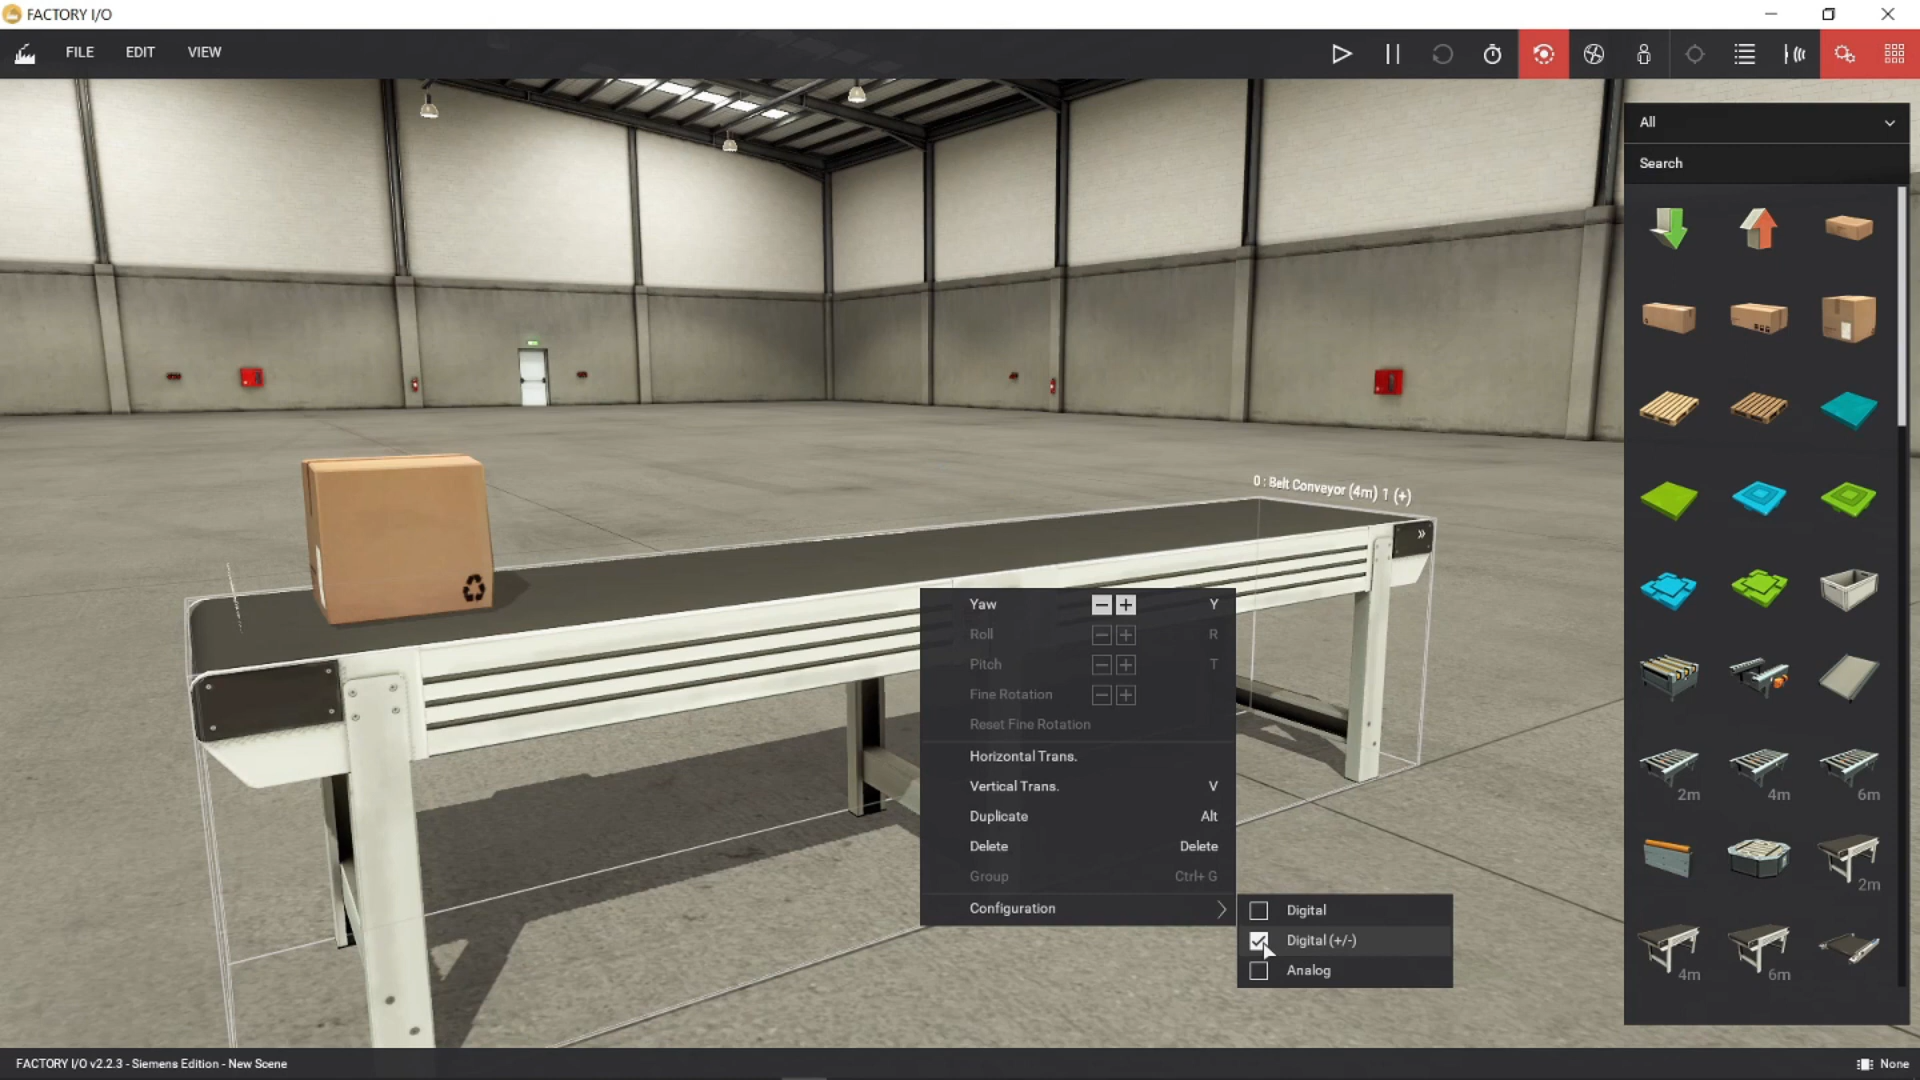 FACTORY I/O
FILE EDIT VIEW
All
Search
0 : Belt Conveyor (4m) 1 (+)
Yaw Y
Roll R
Pitch T
Fine Rotation
Reset Fine Rotation
Horizontal Trans.
Vertical Trans. V
Duplicate Alt
Delete Delete
Group Ctrl+ G
Configuration
Digital
Digital (+/-)
Analog
2m 4m 6m
2m
4m 6m
FACTORY I/O v2.2.3 - Siemens Edition - New Scene
None